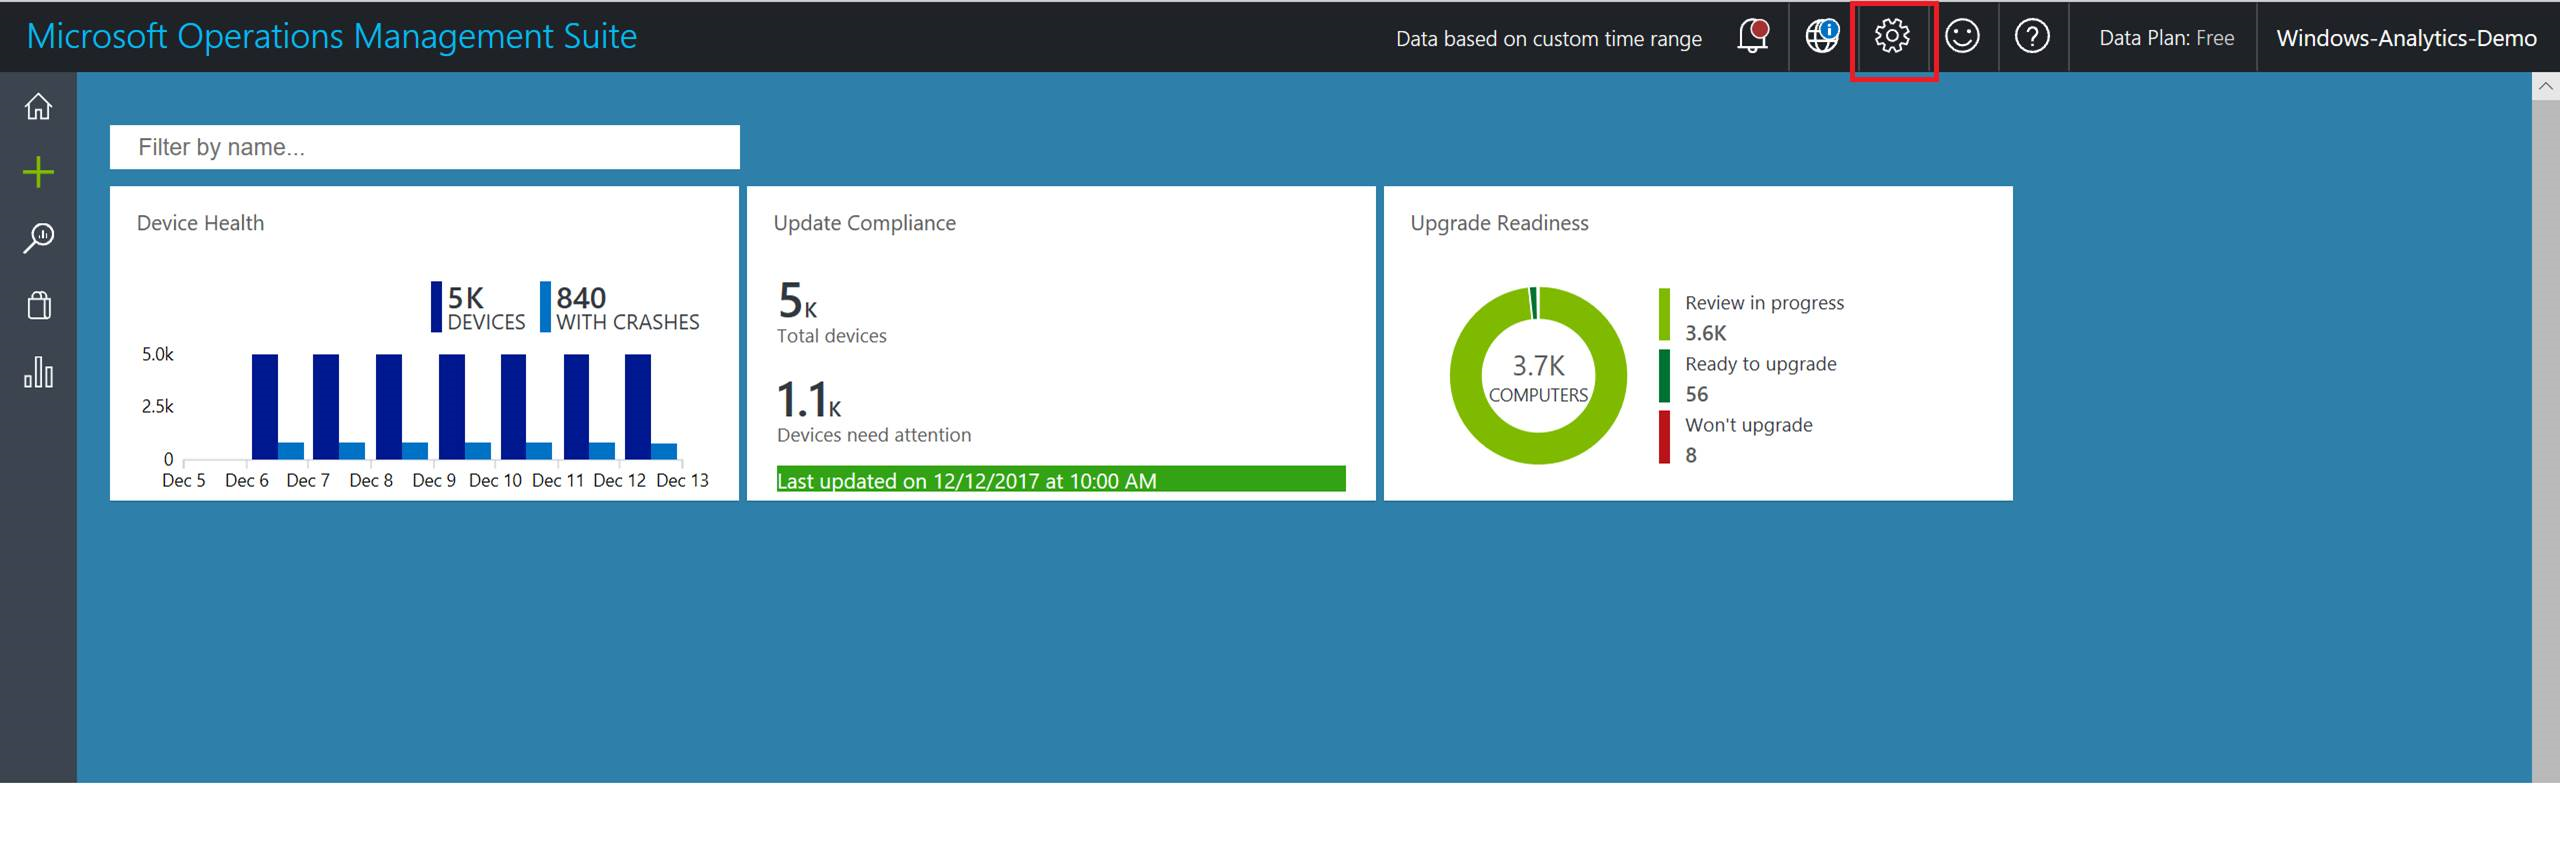 Microsoft Operations Management Suite
Data based on custom time range
Data Plan: Free
Windows-Analytics-Demo
Filter by name...
Device Health
5K
DEVICES
840
WITH CRASHES
5.0k
2.5k
0
Dec 5 Dec 6 Dec 7 Dec 8 Dec 9 Dec 10 Dec 11 Dec 12 Dec 13
Update Compliance
5K
Total devices
1.1K
Devices need attention
Last updated on 12/12/2017 at 10:00 AM
Upgrade Readiness
3.7K
COMPUTERS
Review in progress
3.6K
Ready to upgrade
56
Won't upgrade
8